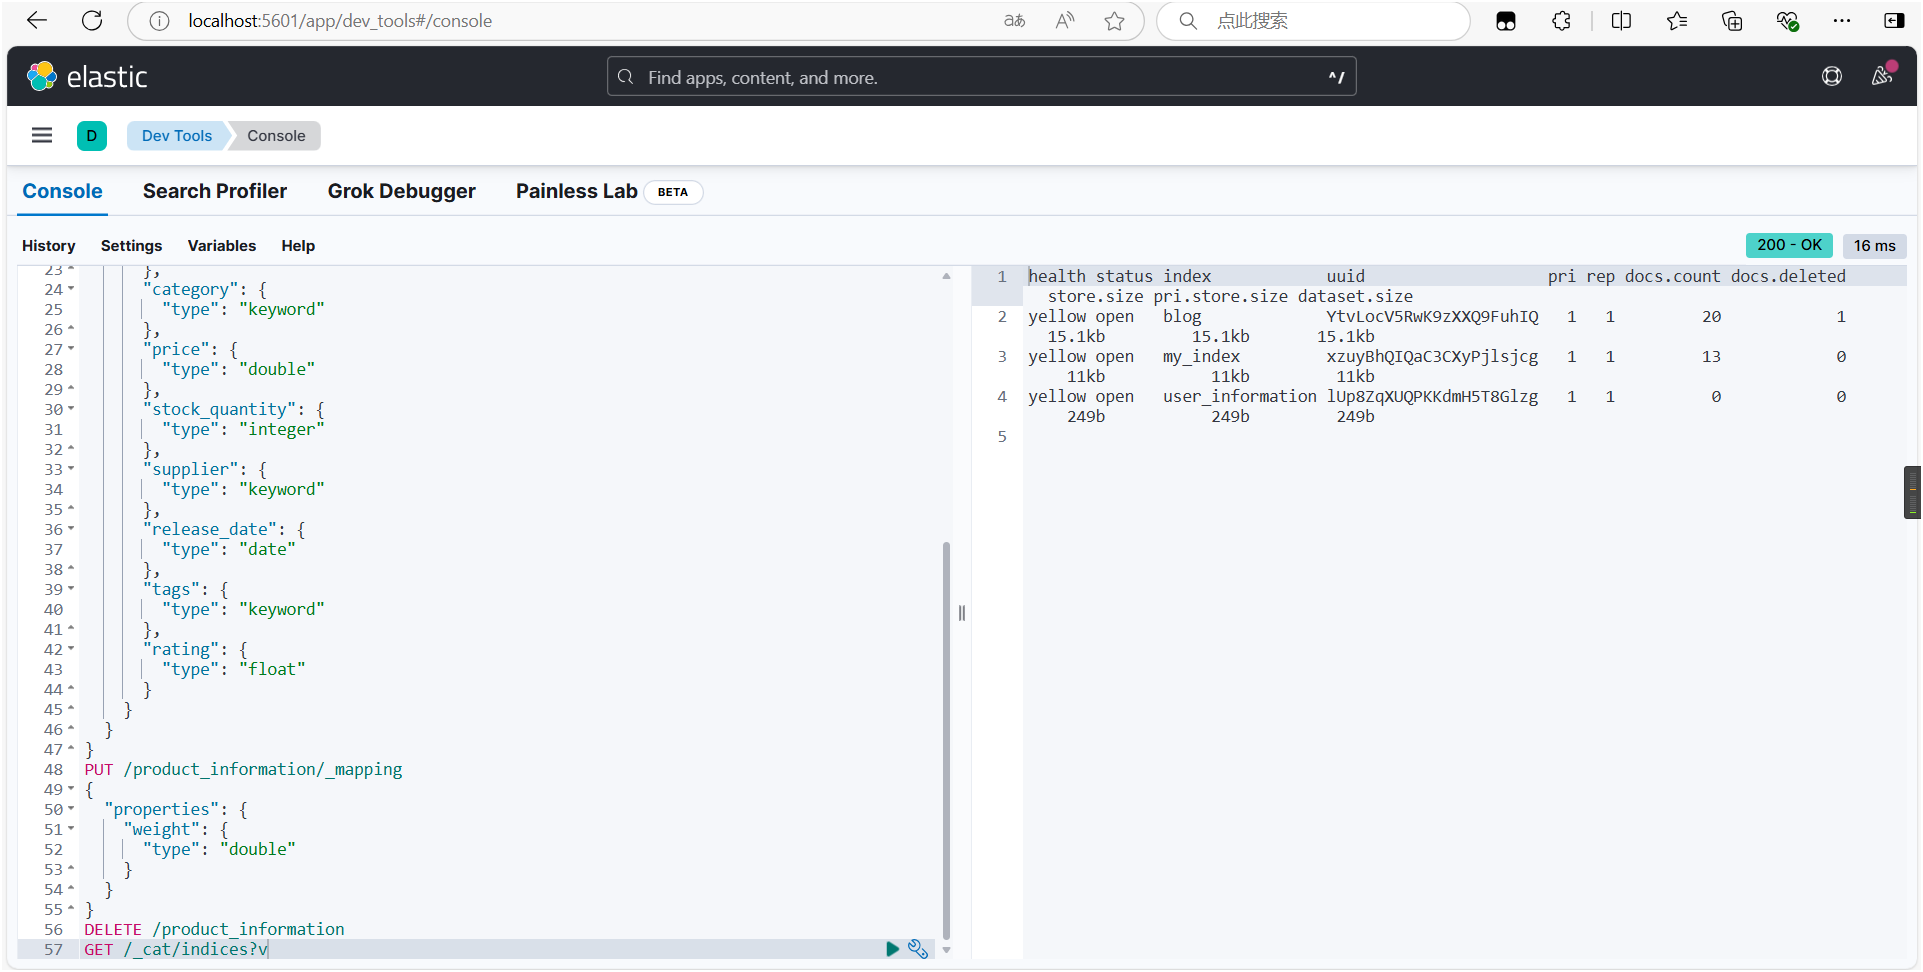 localhost:5601/app/dev_tools#/console
点此搜索
elastic
Find apps, content, and more.
^/
D
Dev Tools
Console
Console
Search Profiler
Grok Debugger
Painless Lab
BETA
History
Settings
Variables
Help
200 - OK
16 ms
23 },
24 "category": {
25 "type": "keyword"
26 },
27 "price": {
28 "type": "double"
29 },
30 "stock_quantity": {
31 "type": "integer"
32 },
33 "supplier": {
34 "type": "keyword"
35 },
36 "release_date": {
37 "type": "date"
38 },
39 "tags": {
40 "type": "keyword"
41 },
42 "rating": {
43 "type": "float"
44 }
45 }
46 }
47 }
48 PUT /product_information/_mapping
49 {
50 "properties": {
51 "weight": {
52 "type": "double"
53 }
54 }
55 }
56 DELETE /product_information
57 GET /_cat/indices?v
1 health status index uuid pri rep docs.count docs.deleted
store.size pri.store.size dataset.size
2 yellow open blog YtvLocV5RwK9zXXQ9FuhIQ 1 1 20 1
15.1kb 15.1kb 15.1kb
3 yellow open my_index xzuyBhQIQaC3CXyPjlsjcg 1 1 13 0
11kb 11kb 11kb
4 yellow open user_information lUp8ZqXUQPKKdmH5T8Glzg 1 1 0 0
249b 249b 249b
5